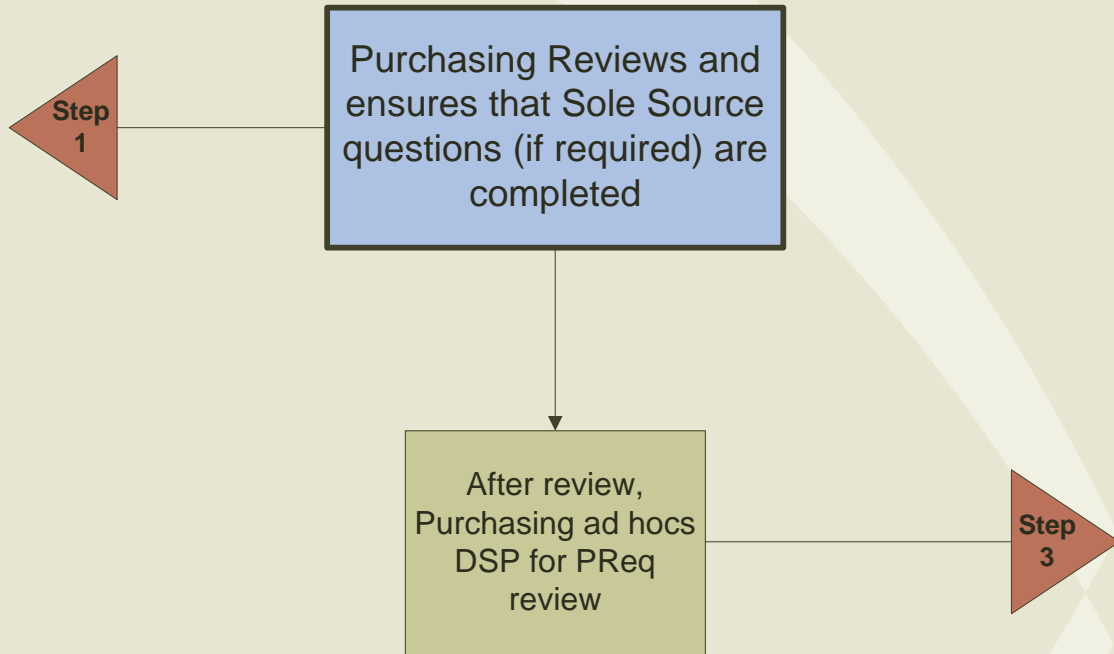 Purchasing Reviews and
ensures that Sole Source
questions (if required) are
completed
Step
1
After review,
Purchasing ad hocs
DSP for PReq
review
Step
3